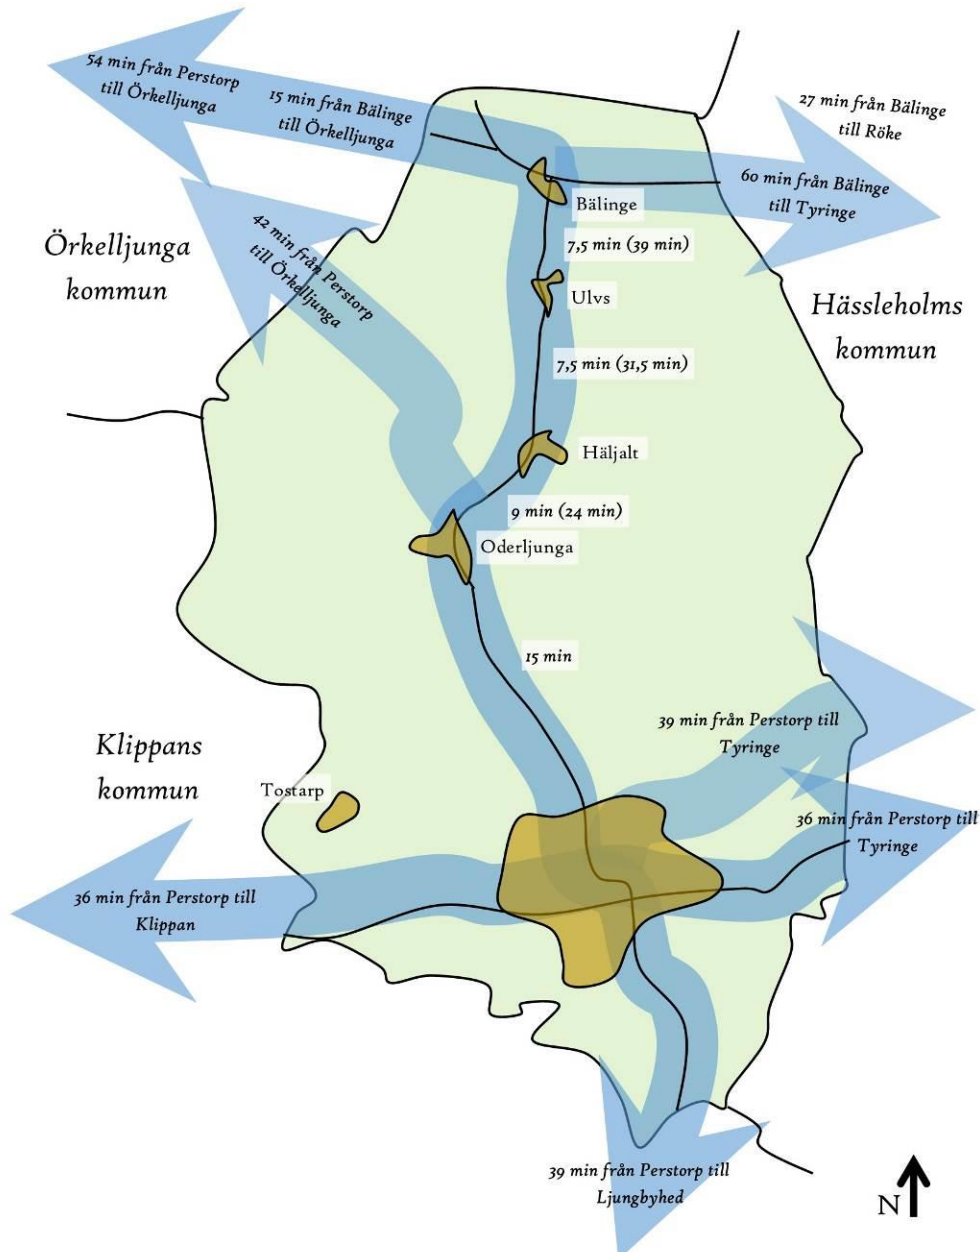 54 min från Perstorp
till Örkelljunga
15 min från Bälinge
till Örkelljunga
27 min från Bälinge
till Röke
60 min från Bälinge
till Tyringe
Bälinge
42 min från Perstorp
till Örkelljunga
Örkelljunga
kommun
7,5 min (39 min)
Ulvs
Hässleholms
kommun
7,5 min (31,5 min)
Häljalt
9 min (24 min)
Oderljunga
15 min
39 min från Perstorp till
Tyringe
Klippans
kommun
Tostarp
36 min från Perstorp till
Tyringe
36 min från Perstorp till
Klippan
39 min från Perstorp till
Ljungbyhed
N